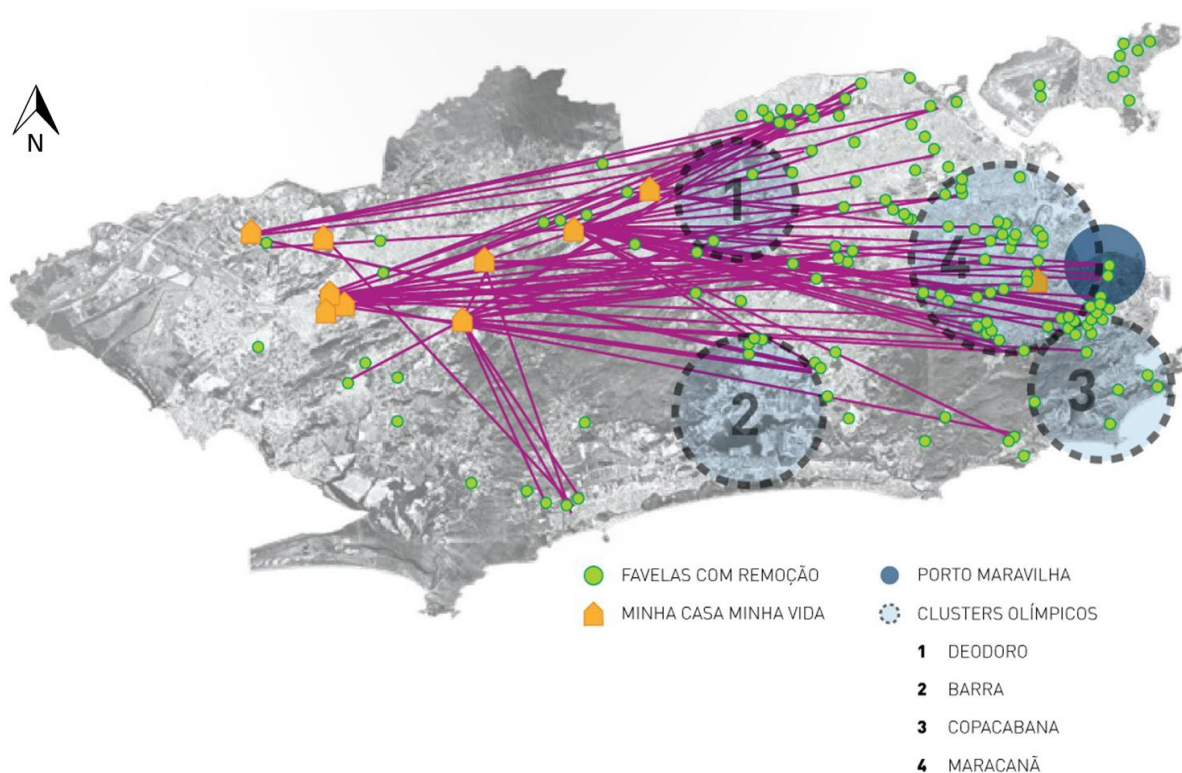 N
1
4
2
3
FAVELAS COM REMOÇÃO
MINHA CASA MINHA VIDA
PORTO MARAVILHA
CLUSTERS OLÍMPICOS
1 DEODORO
2 BARRA
3 COPACABANA
4 MARACANÃ